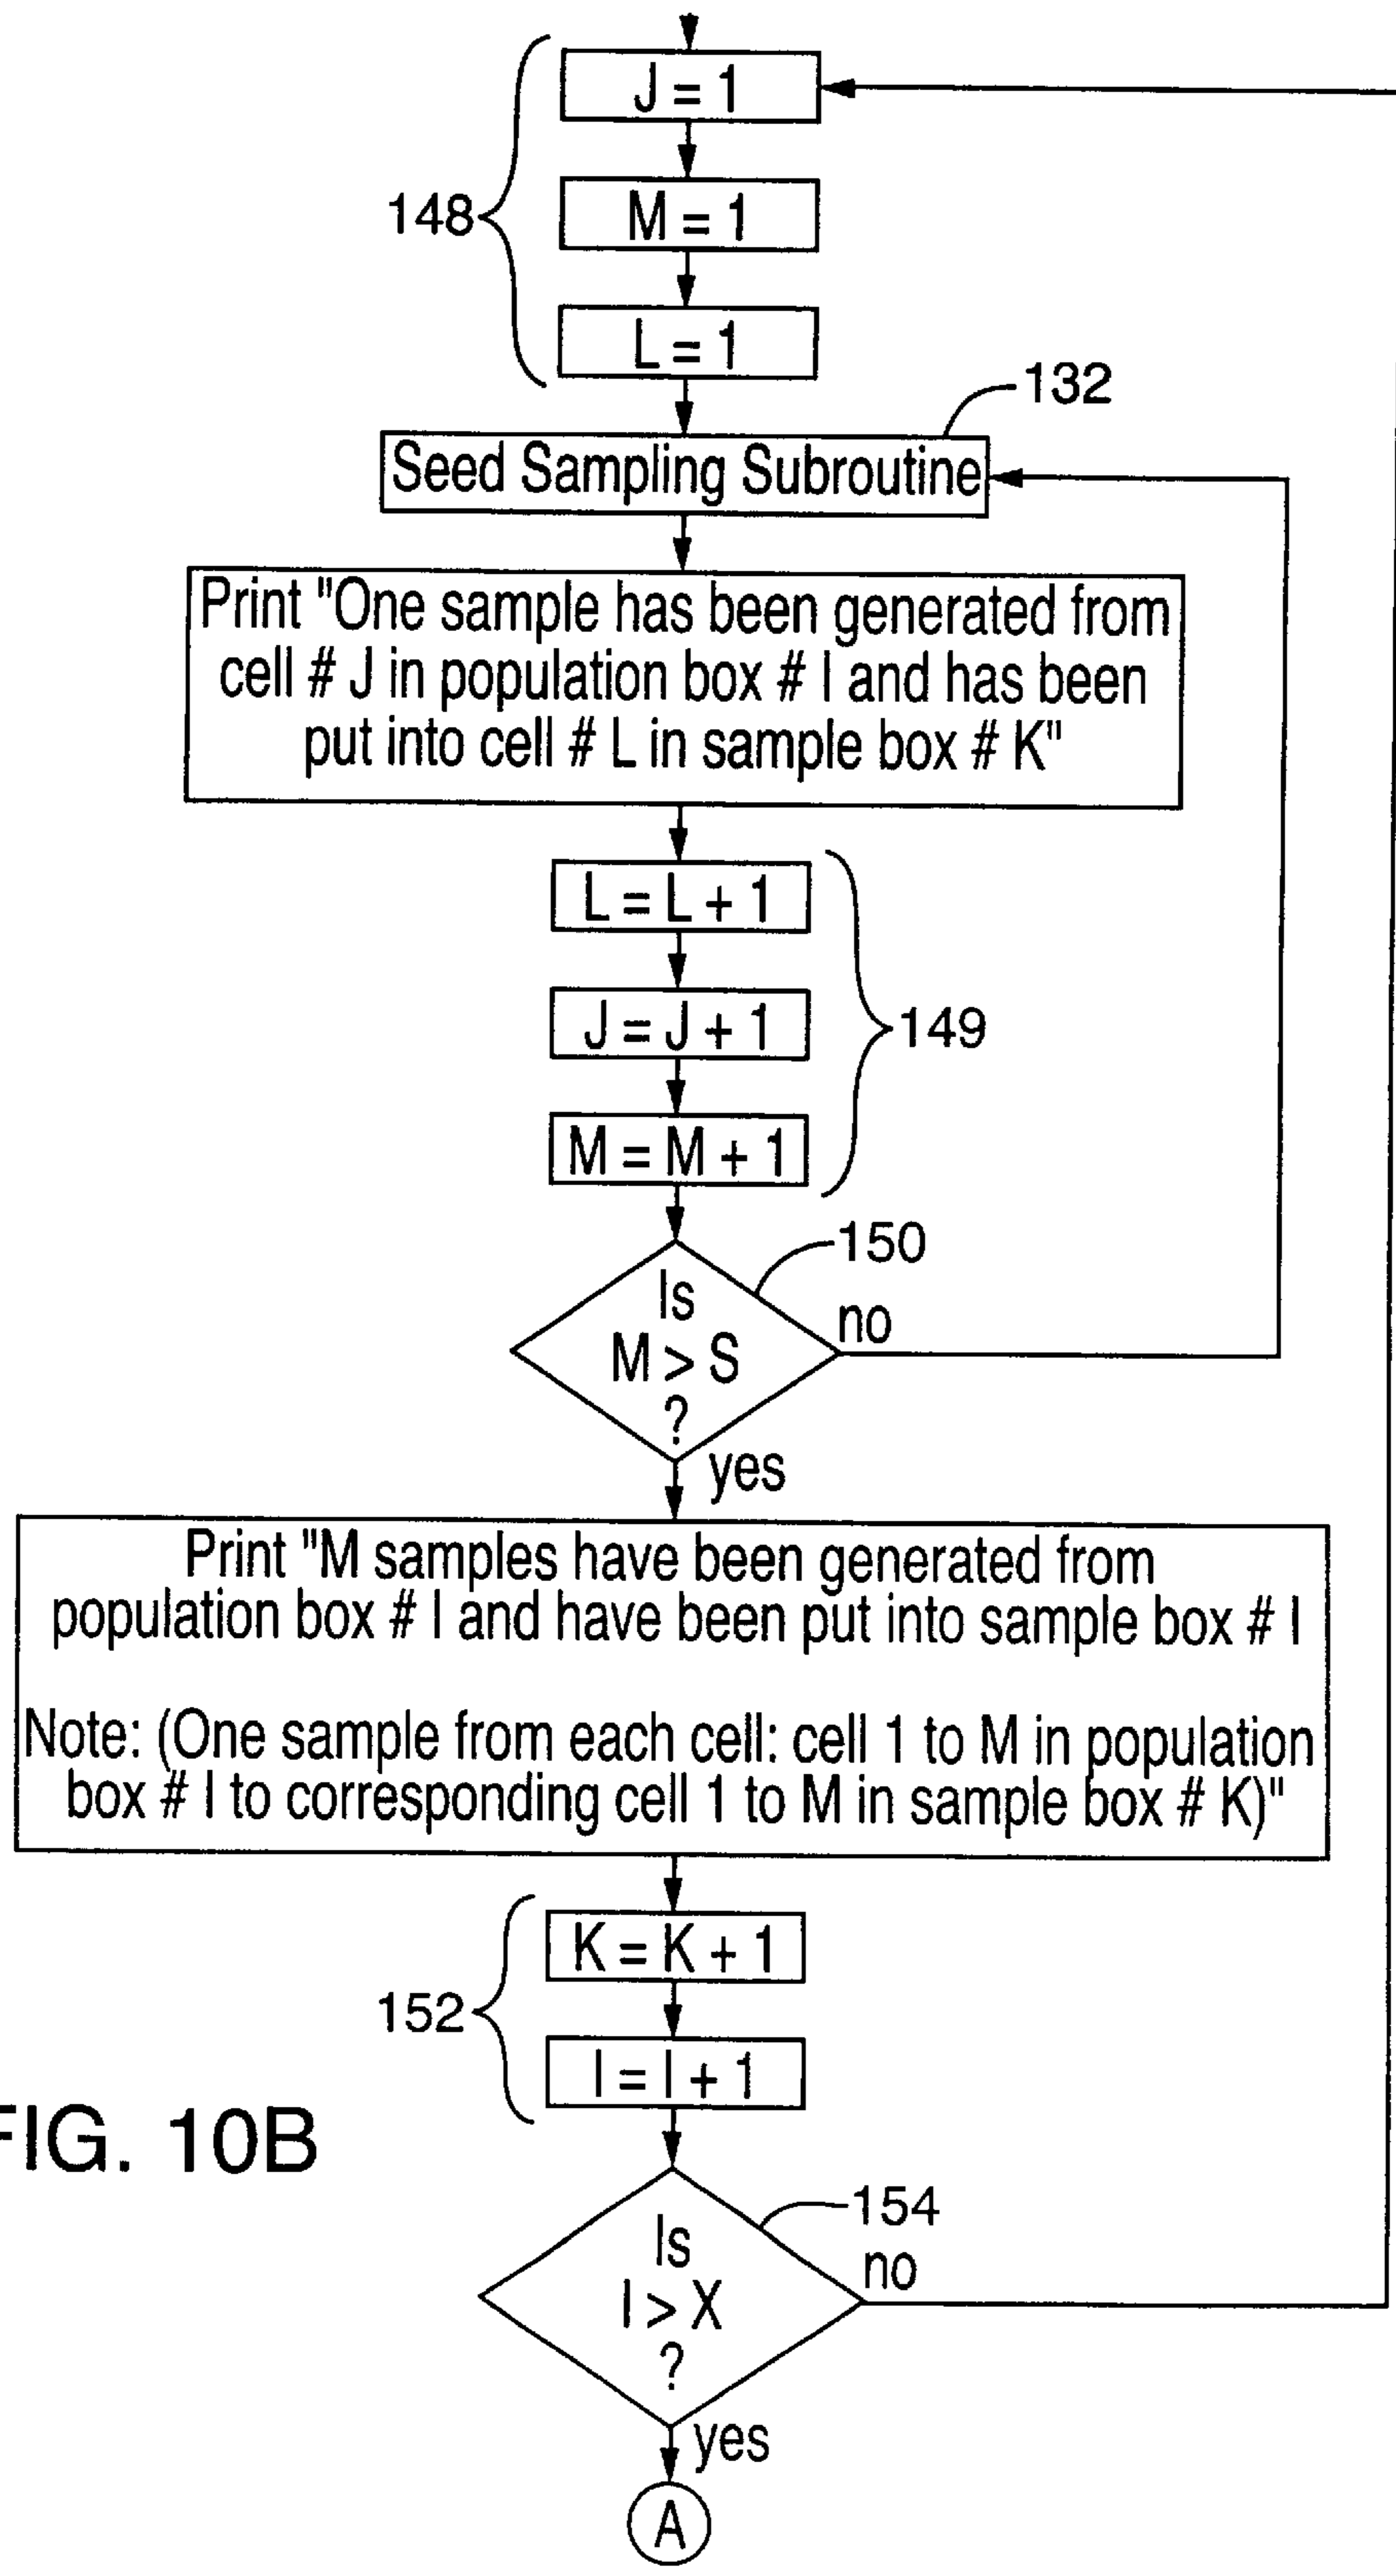 J = 1
148
M = 1
L = 1
132
Seed Sampling Subroutine
Print "One sample has been generated from
cell # J in population box # I and has been
put into cell # L in sample box # K"
L = L + 1
J = J + 1
149
M = M + 1
150
Is
M > S
?
no
yes
Print "M samples have been generated from
population box # I and have been put into sample box # I
Note: (One sample from each cell: cell 1 to M in population
box # I to corresponding cell 1 to M in sample box # K)"
K = K + 1
152
I = I + 1
FIG. 10B
154
Is
I > X
?
no
yes
A